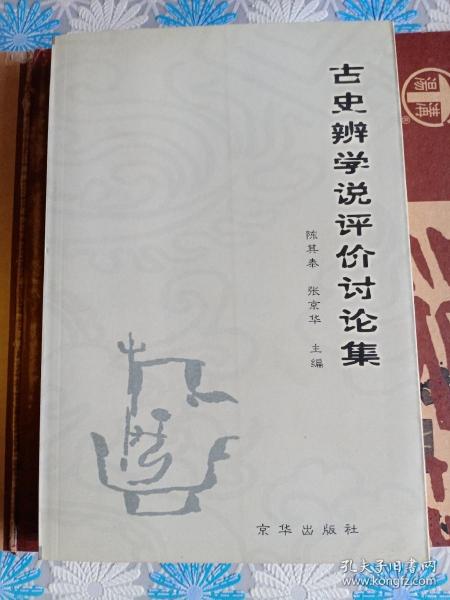 古史辨学说评价讨论集
陈其泰 张京华 主编
京华出版社
孔夫子旧书网
www.kongfz.com